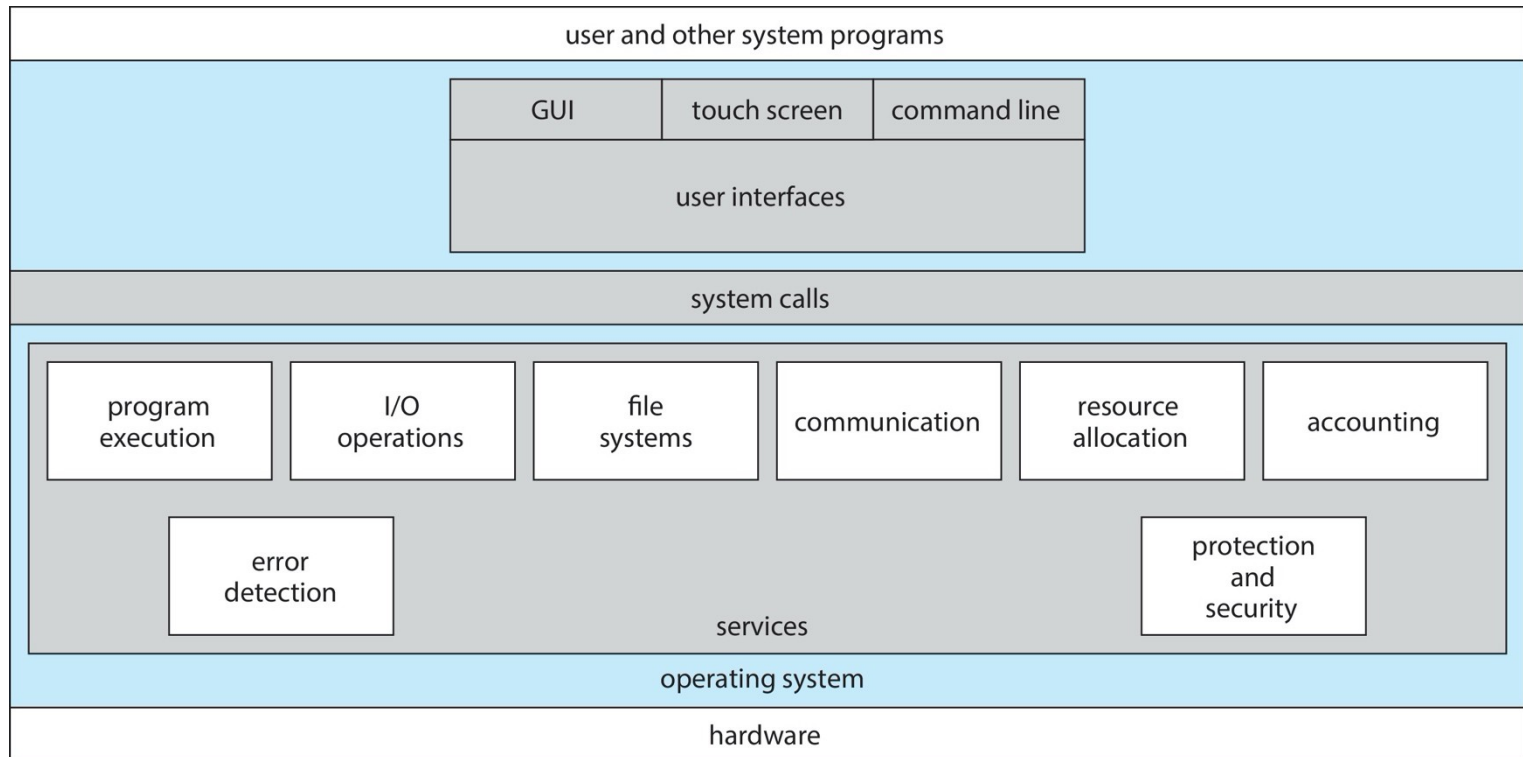 user and other system programs
GUI
touch screen
command line
user interfaces
system calls
program
execution
I/O
operations
file
systems
communication
resource
allocation
accounting
error
detection
protection
and
security
services
operating system
hardware